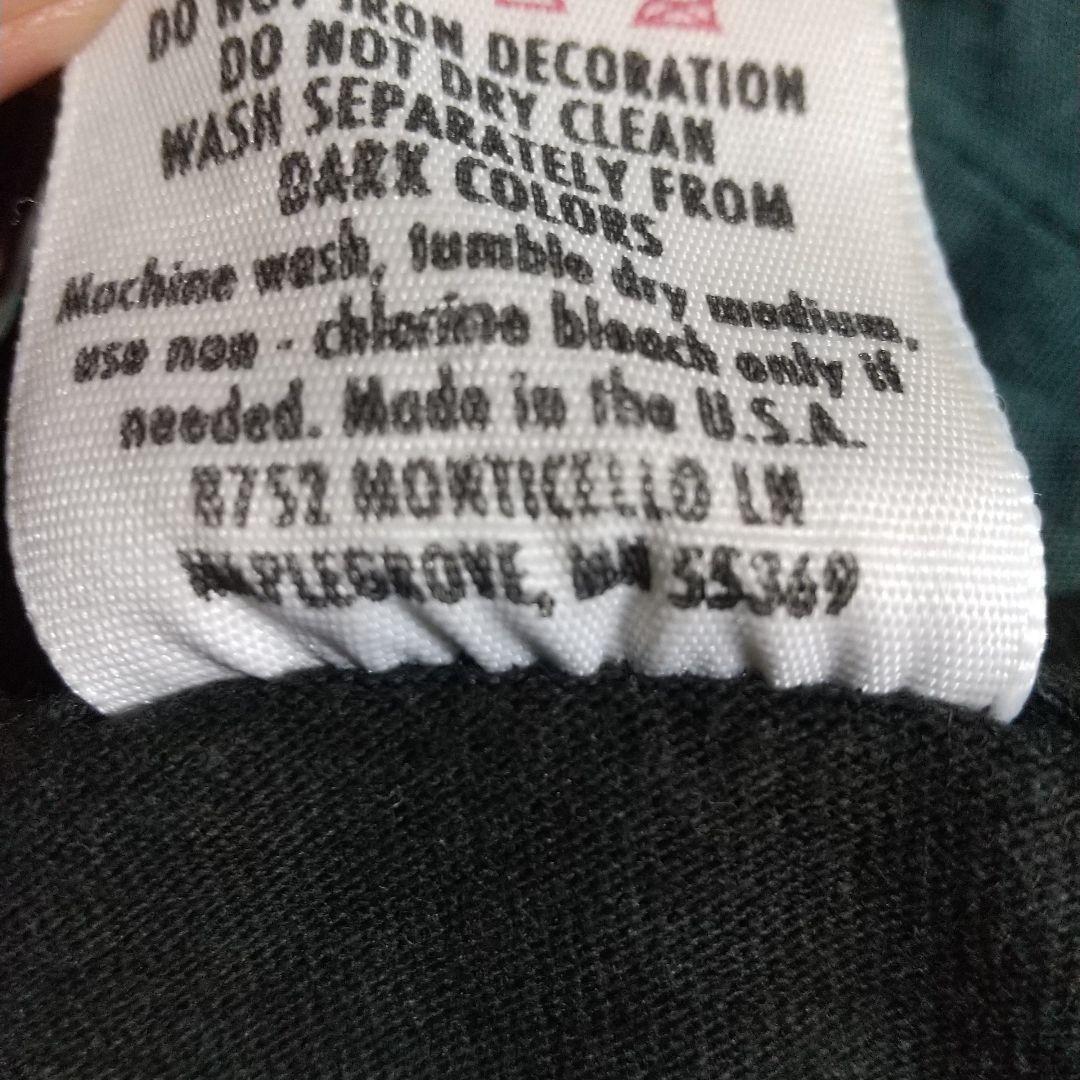 DO NOT IRON DECORATION
DO NOT DRY CLEAN
WASH SEPARATELY FROM
DARK COLORS
Machine wash, tumble dry medium,
use non - chlorine bleach only if
needed. Made in the U.S.A.
8752 MONTICELLO LN
MAPLEGROVE, MN 55369